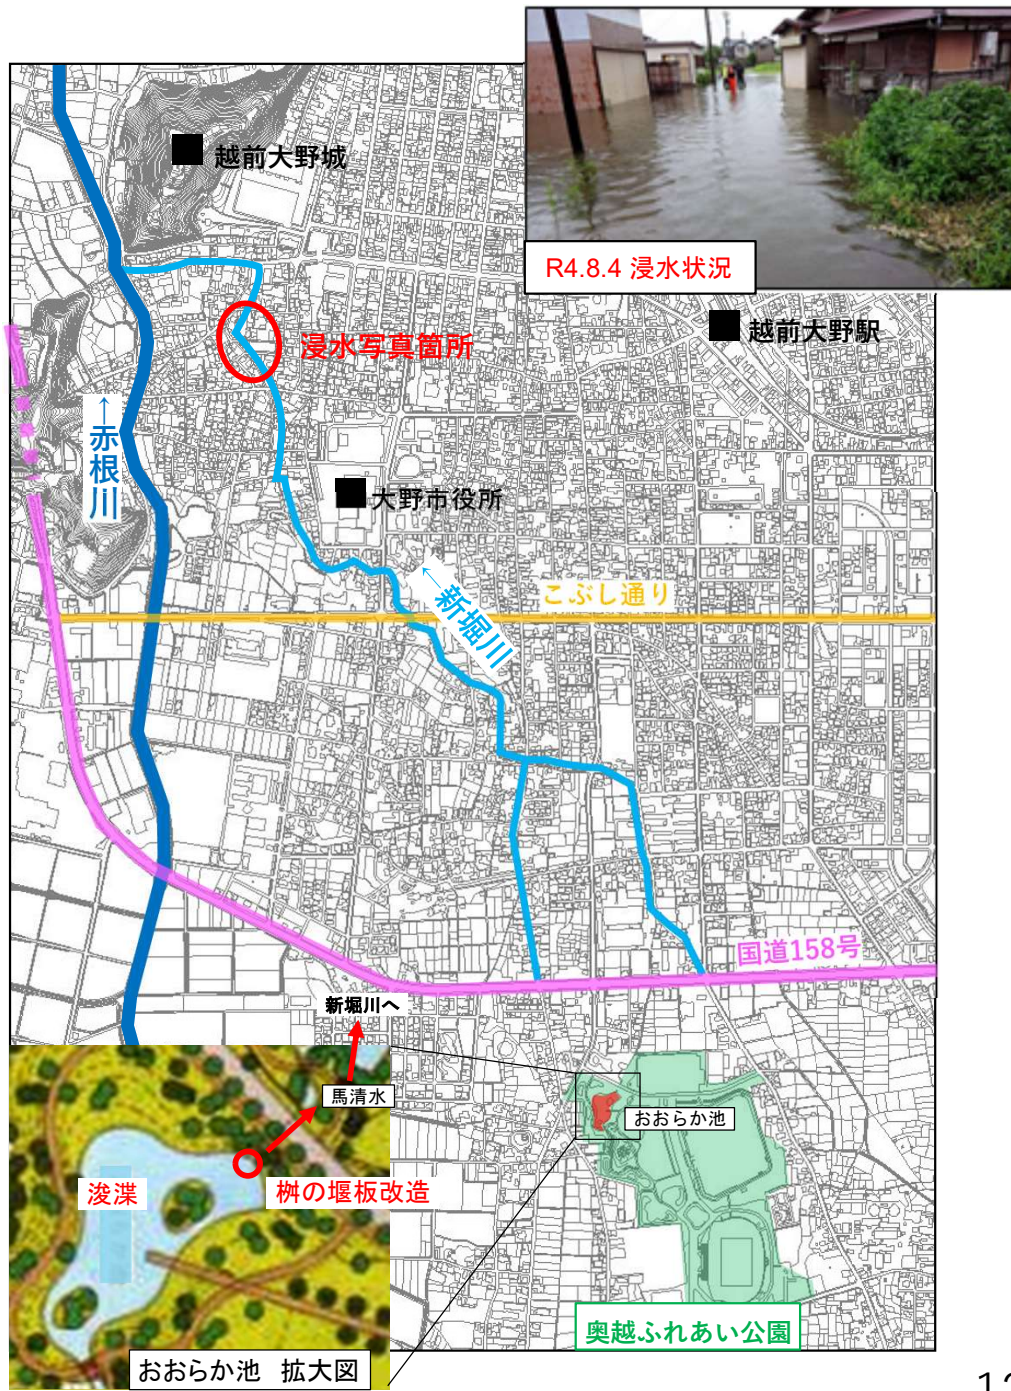 越前大野城
R4.8.4 浸水状況
越前大野駅
浸水写真箇所
←赤根川
大野市役所
こぶし通り
←新堀川
国道158号
新堀川へ
馬清水
おおらか池
浚渫
桝の堰板改造
奥越ふれあい公園
おおらか池 拡大図